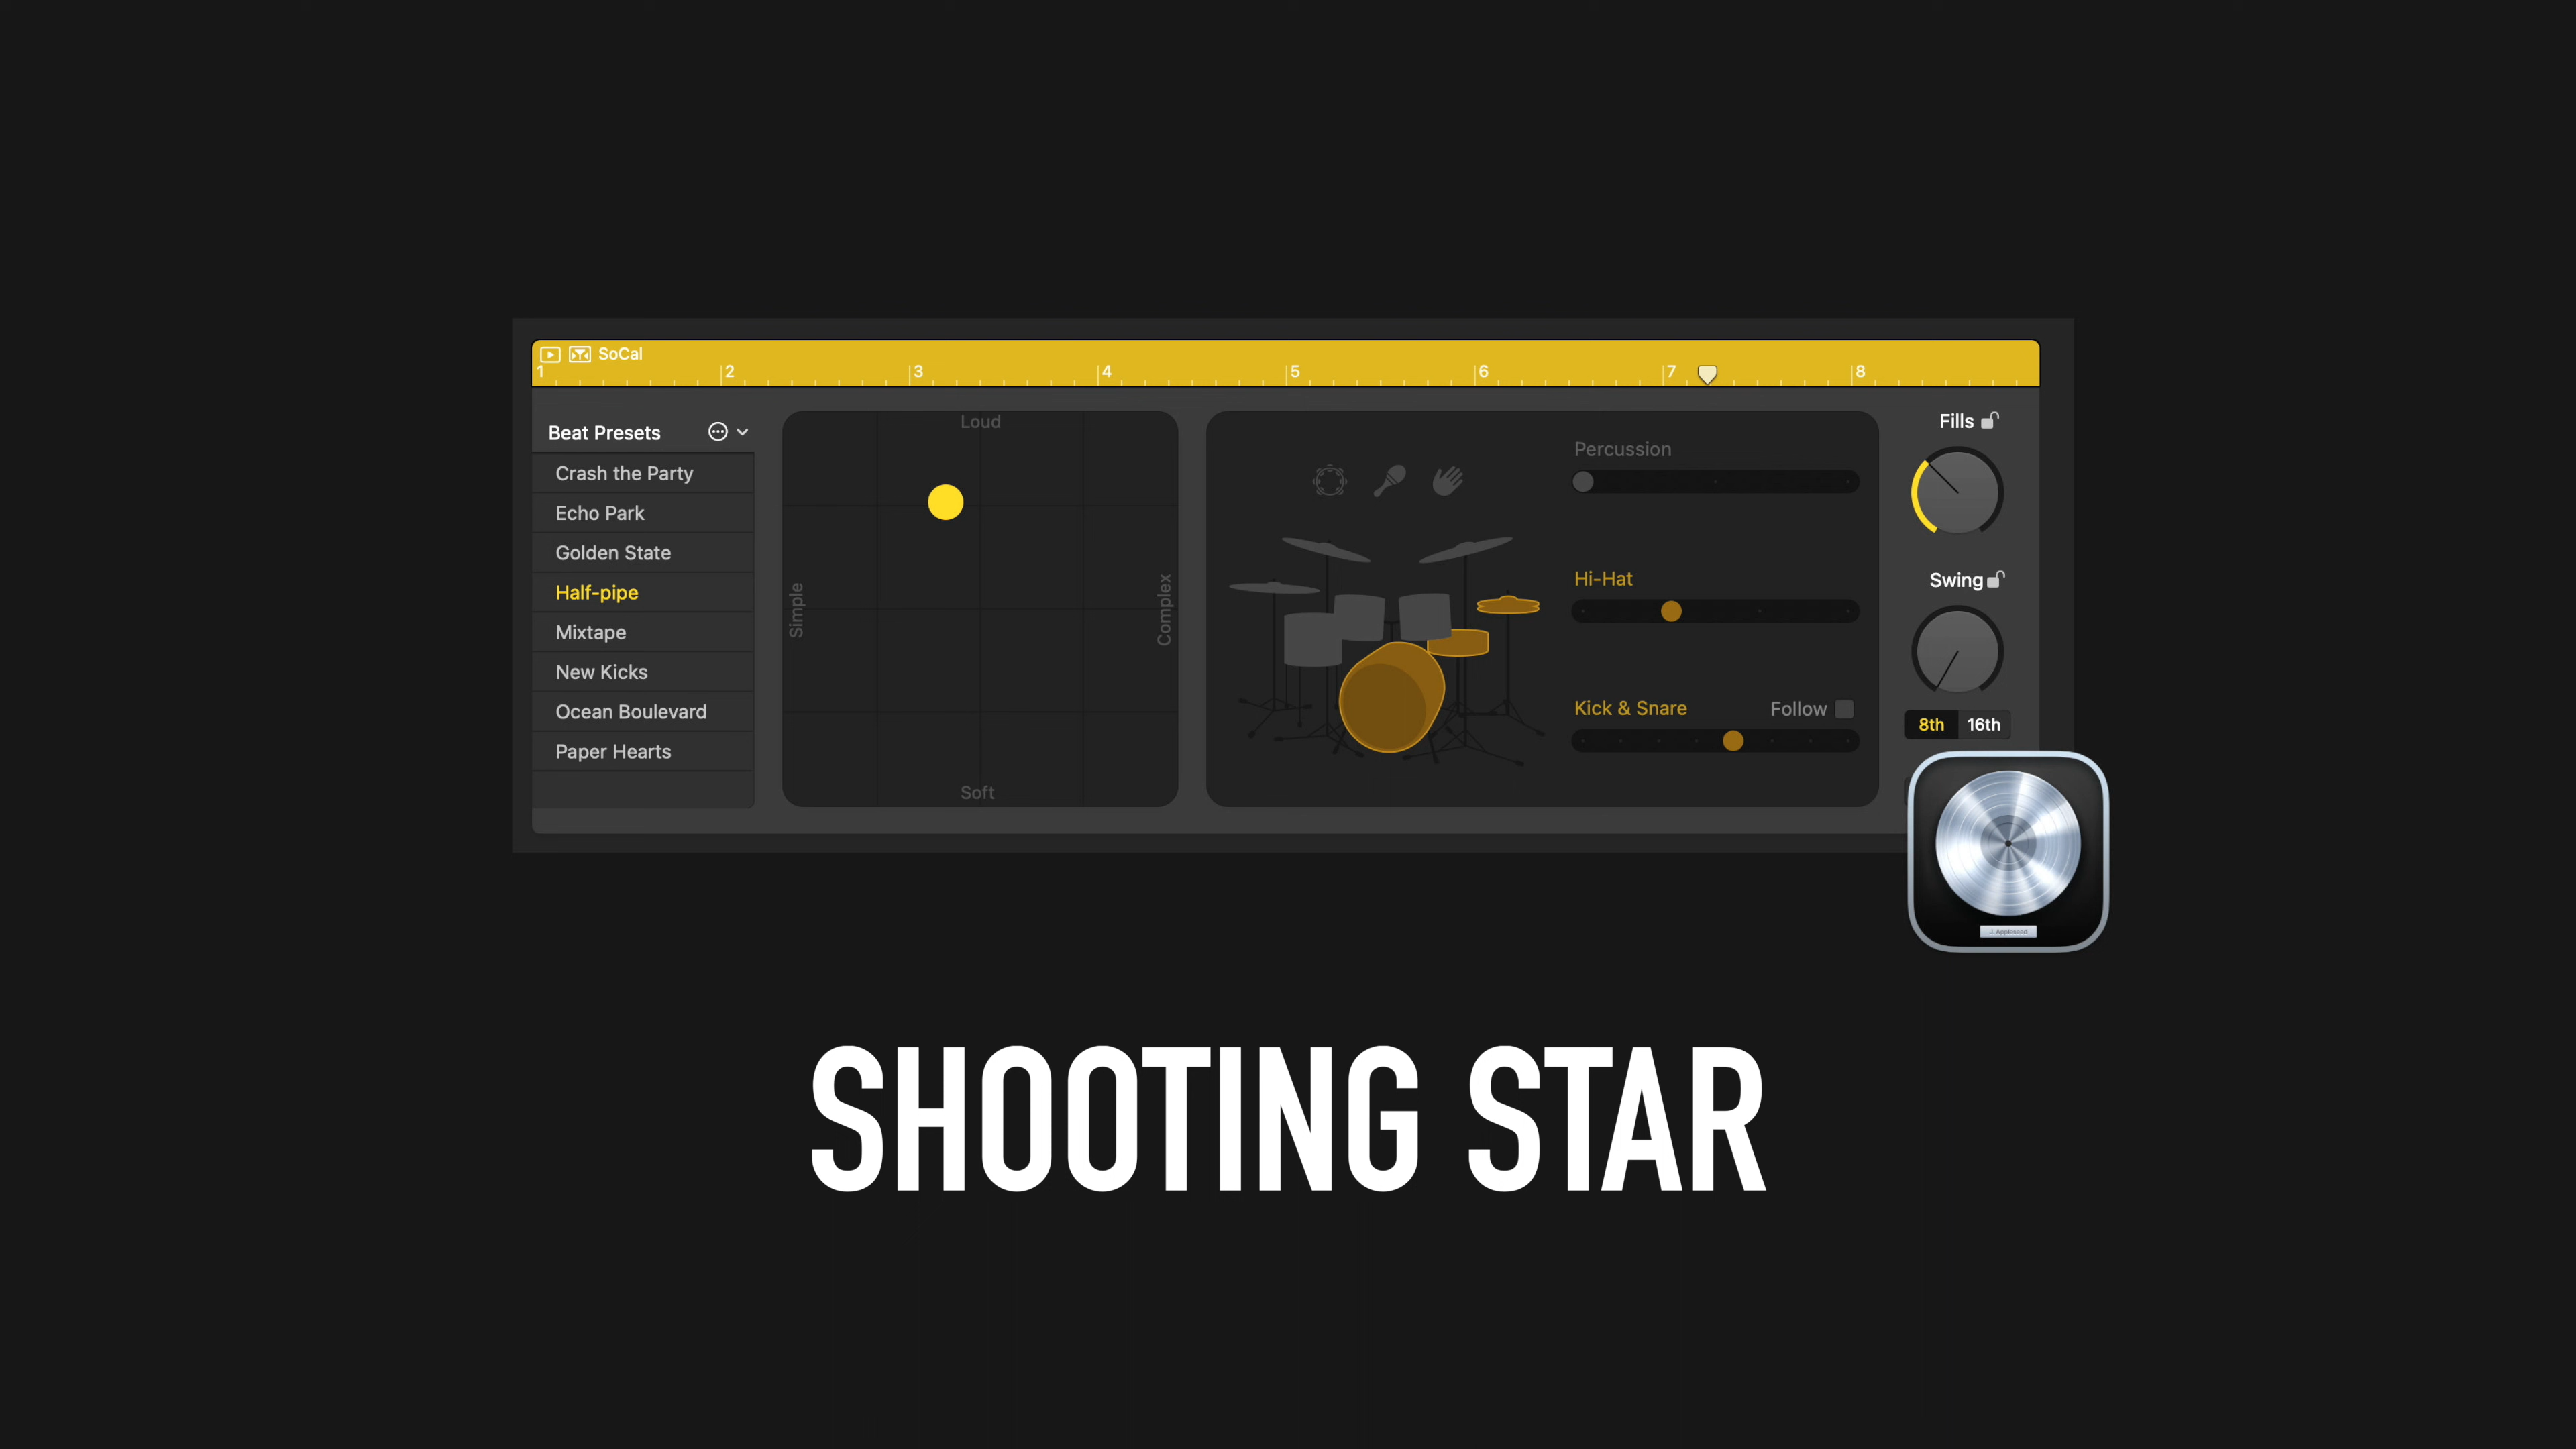 SoCal
1 2 3 4 5 6 7 8
Beat Presets
Crash the Party
Echo Park
Golden State
Half-pipe
Mixtape
New Kicks
Ocean Boulevard
Paper Hearts
Loud
Simple
Complex
Soft
Percussion
Hi-Hat
Kick & Snare Follow
Fills
Swing
8th 16th
J. Appleseed
SHOOTING STAR